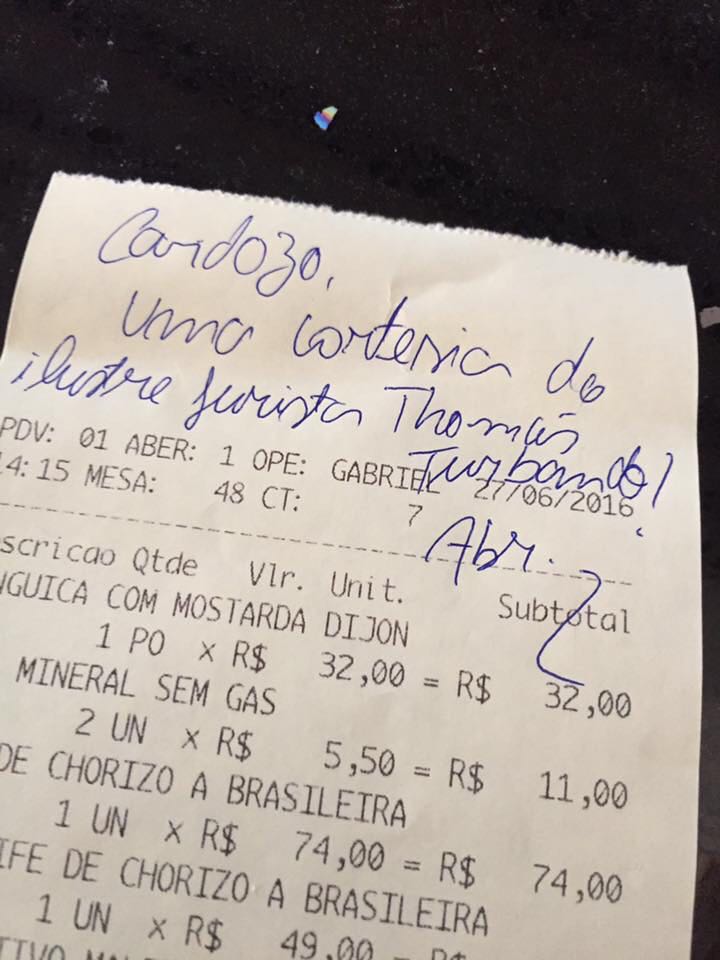 Cardozo,
Uma cortesia do
ilustre jurista Thomás
Turbando!
PDV: 01 ABER: 1 OPE: GABRIEL 27/06/2016
14:15 MESA: 48 CT: 7
Abr.
scricao Qtde Vlr. Unit. Subtotal
NGUICA COM MOSTARDA DIJON
1 PO x R$ 32,00 = R$ 32,00
MINERAL SEM GAS
2 UN x R$ 5,50 = R$ 11,00
DE CHORIZO A BRASILEIRA
1 UN x R$ 74,00 = R$ 74,00
IFE DE CHORIZO A BRASILEIRA
1 UN x R$ 49,00 = R$